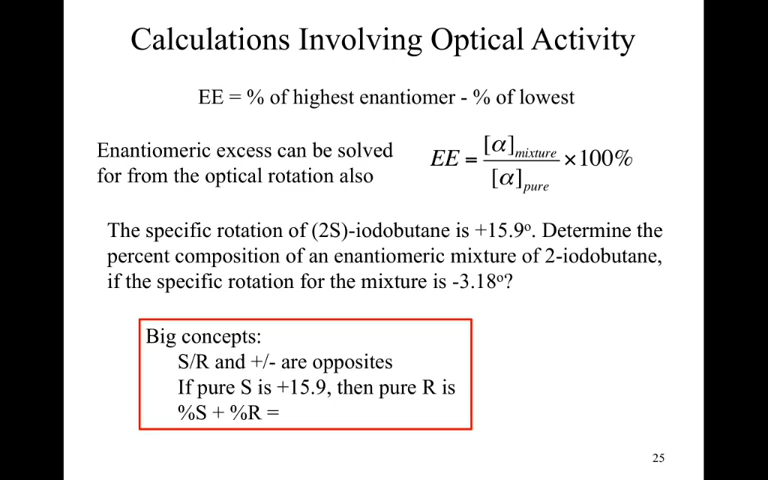 Calculations Involving Optical Activity
EE = % of highest enantiomer - % of lowest
Enantiomeric excess can be solved
for from the optical rotation also
EE = [α]mixture / [α]pure × 100%
The specific rotation of (2S)-iodobutane is +15.9°. Determine the
percent composition of an enantiomeric mixture of 2-iodobutane,
if the specific rotation for the mixture is -3.18°?
Big concepts:
S/R and +/- are opposites
If pure S is +15.9, then pure R is
%S + %R =
25